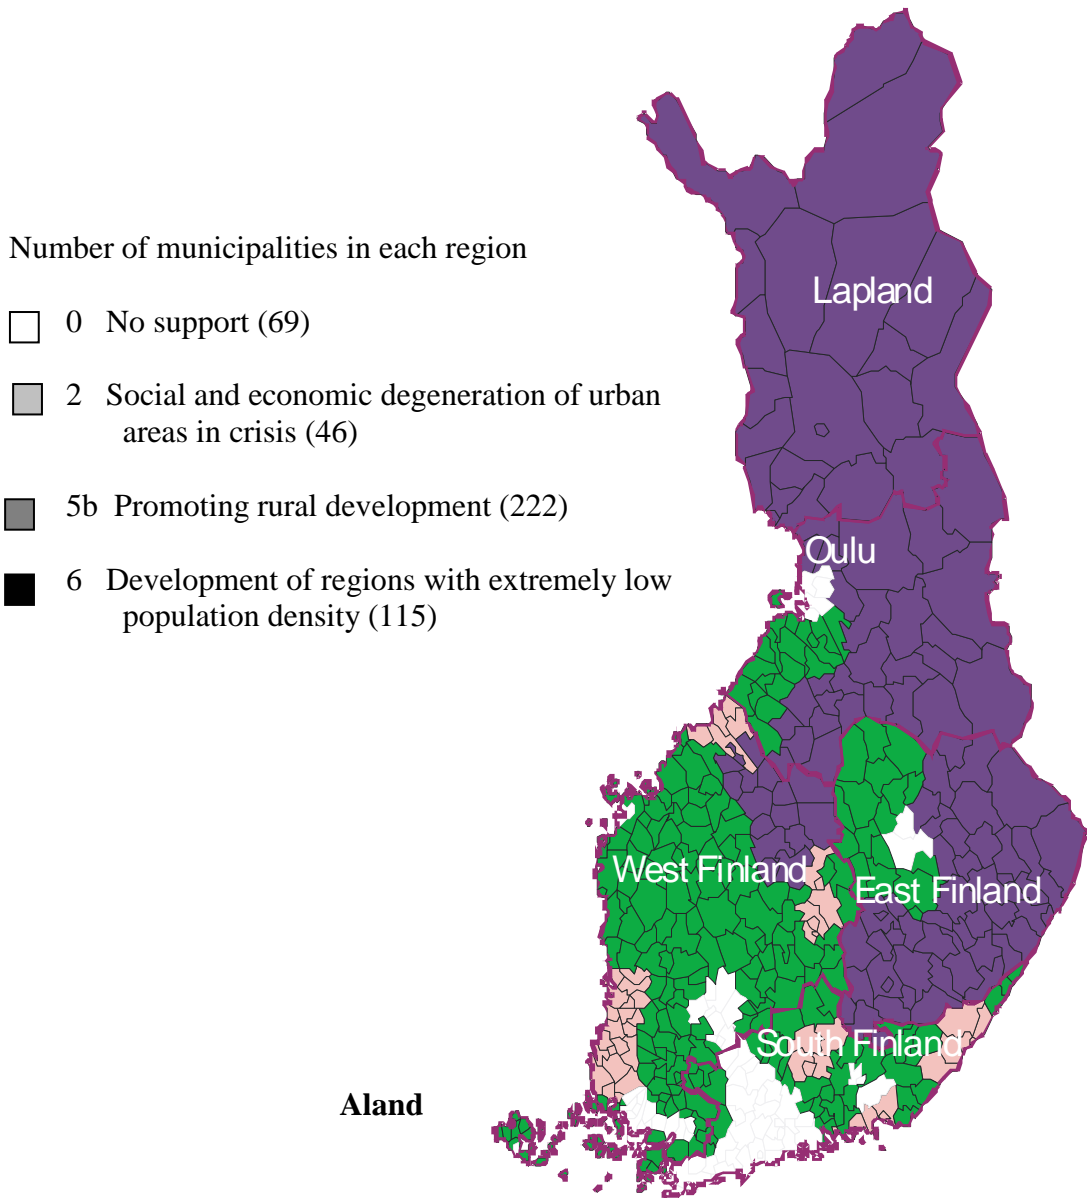 Number of municipalities in each region
0 No support (69)
2 Social and economic degeneration of urban
areas in crisis (46)
5b Promoting rural development (222)
6 Development of regions with extremely low
population density (115)
Lapland
Oulu
West Finland
East Finland
South Finland
Aland